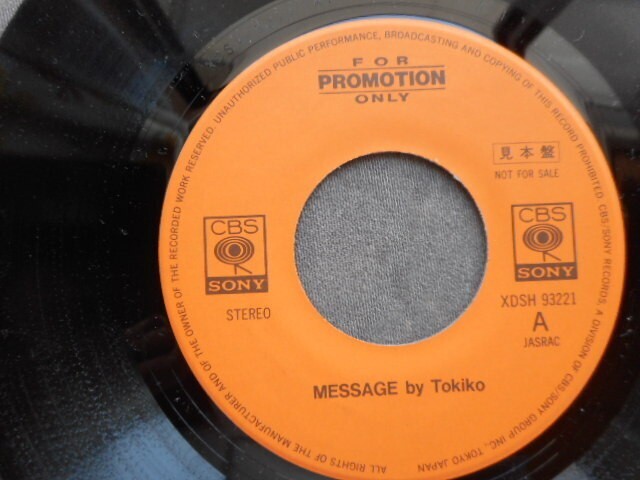 ALL RIGHTS OF THE MANUFACTURER AND OF THE OWNER OF THE RECORDED WORK RESERVED. UNAUTHORIZED PUBLIC PERFORMANCE, BROADCASTING AND COPYING OF THIS RECORD PROHIBITED. CBS/SONY RECORDS, A DIVISION OF CBS/SONY GROUP INC., TOKYO JAPAN
FOR
PROMOTION
ONLY
見本盤
NOT FOR SALE
CBS
SONY
CBS
SONY
STEREO
XDSH 93221
A
JASRAC
MESSAGE by Tokiko